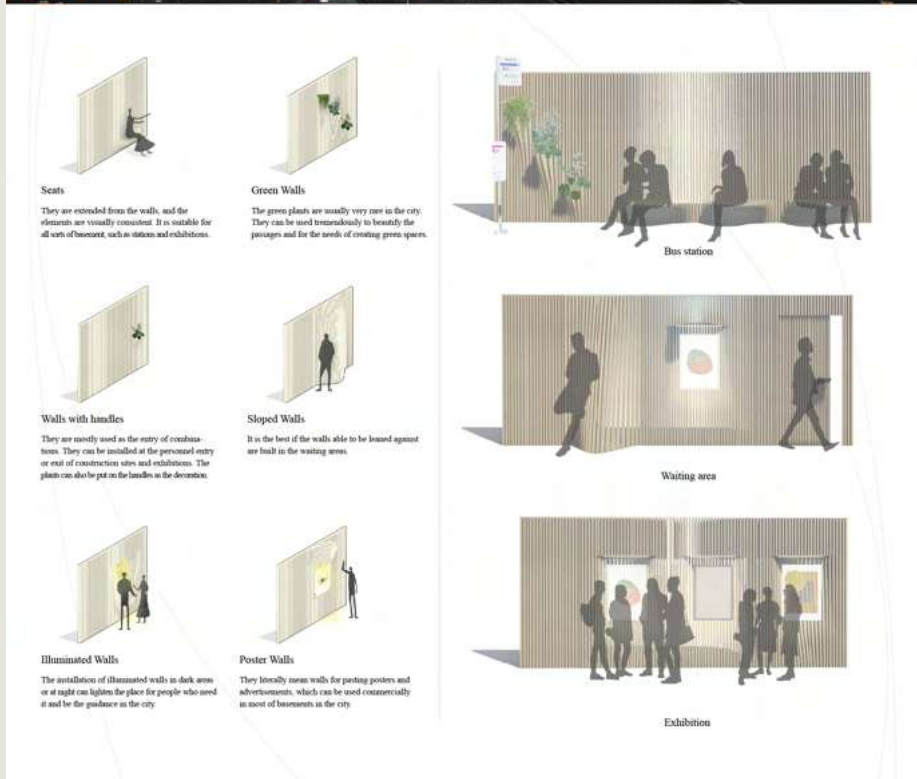 Seats
They are extended from the walls, and the
elements are visually consistent. It is suitable for
all sorts of basement, such as stations and exhibitions.
Green Walls
The green plants are usually very rare in the city.
They can be used tremendously to beautify the
passages and for the needs of creating green spaces.
Bus station
Walls with handles
They are mostly used as the entry of combina-
tions. They can be installed at the personnel entry
or exit of construction sites and exhibitions. The
plants can also be put on the handles as the decoration.
Sloped Walls
It is the best if the walls able to be leaned against
are built in the waiting areas.
Waiting area
Illuminated Walls
The installation of illuminated walls in dark areas
or at night can lighten the place for people who need
it and be the guidance in the city.
Poster Walls
They literally mean walls for pasting posters and
advertisements, which can be used commercially
in most of basements in the city.
Exhibition